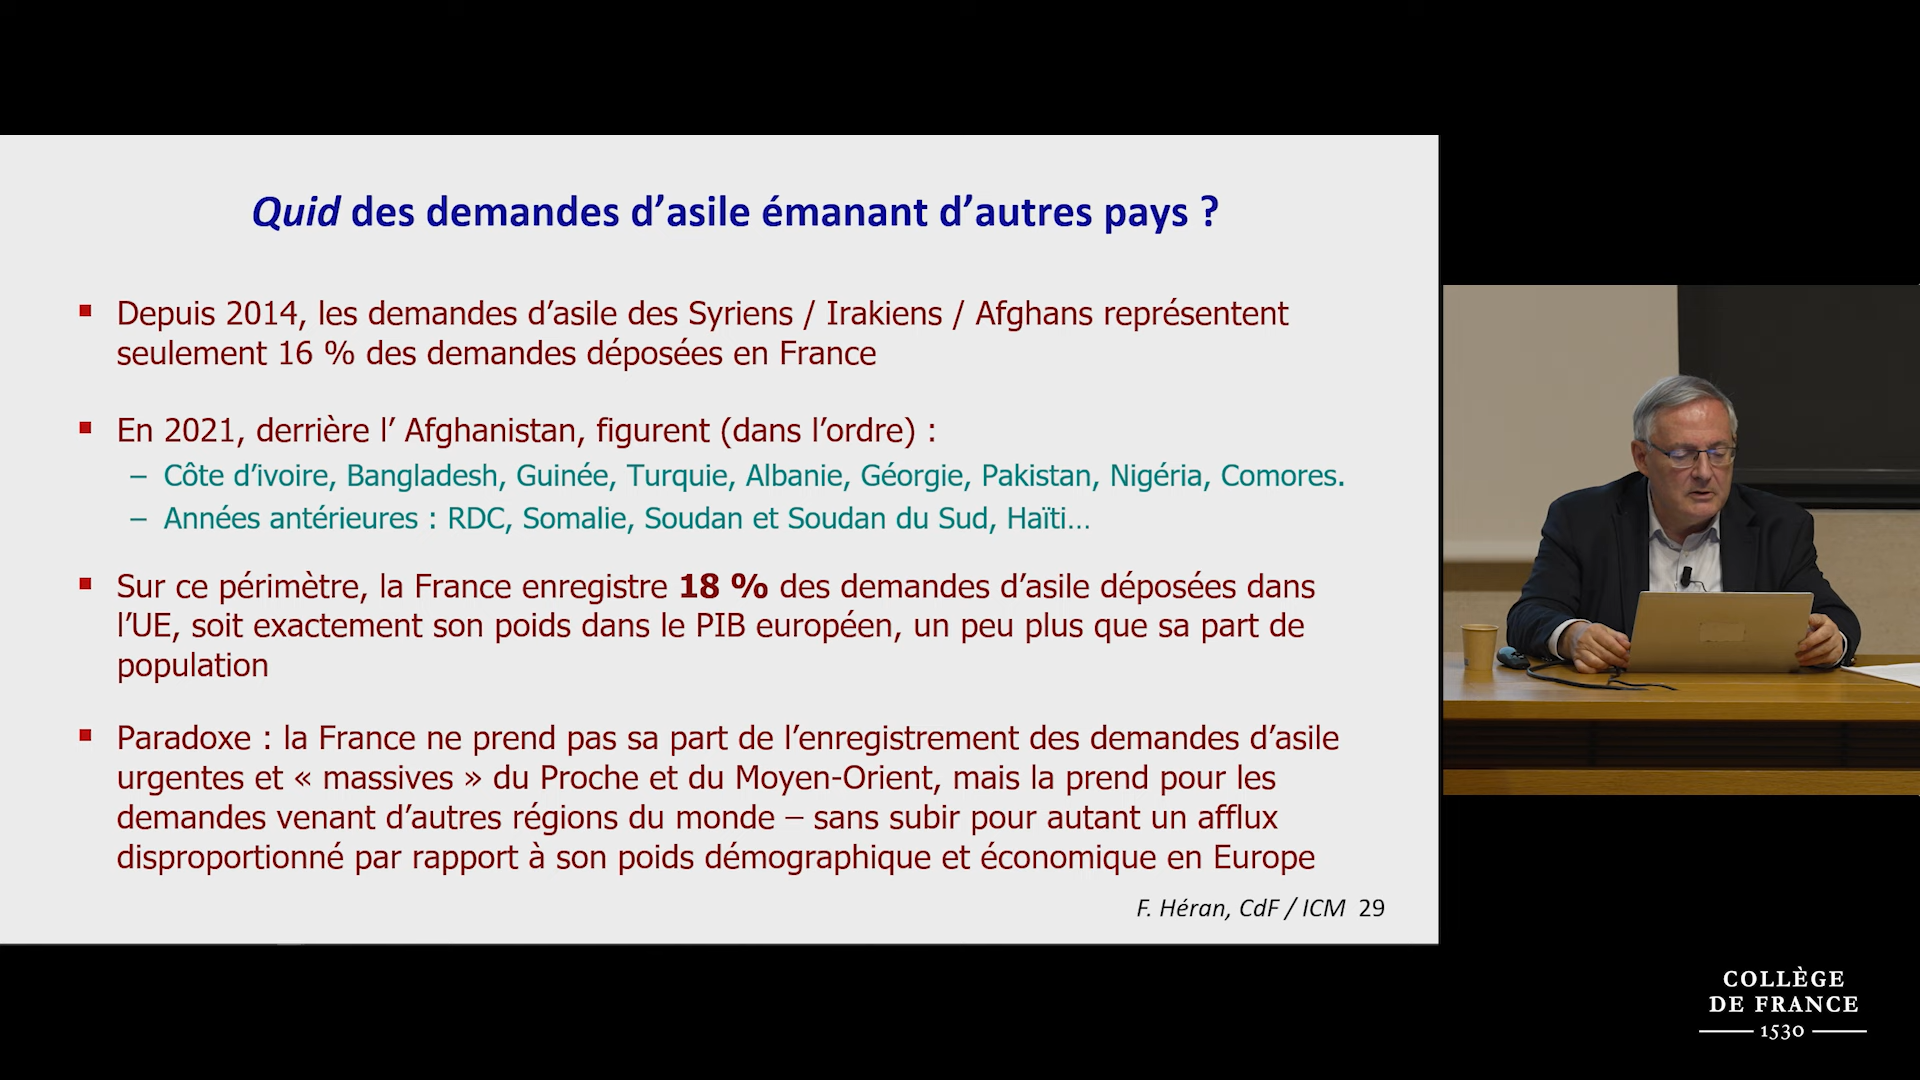 Quid des demandes d’asile émanant d’autres pays ?
▪ Depuis 2014, les demandes d’asile des Syriens / Irakiens / Afghans représentent
seulement 16 % des demandes déposées en France
▪ En 2021, derrière l’ Afghanistan, figurent (dans l’ordre) :
– Côte d’ivoire, Bangladesh, Guinée, Turquie, Albanie, Géorgie, Pakistan, Nigéria, Comores.
– Années antérieures : RDC, Somalie, Soudan et Soudan du Sud, Haïti…
▪ Sur ce périmètre, la France enregistre 18 % des demandes d’asile déposées dans
l’UE, soit exactement son poids dans le PIB européen, un peu plus que sa part de
population
▪ Paradoxe : la France ne prend pas sa part de l’enregistrement des demandes d’asile
urgentes et « massives » du Proche et du Moyen-Orient, mais la prend pour les
demandes venant d’autres régions du monde – sans subir pour autant un afflux
disproportionné par rapport à son poids démographique et économique en Europe
F. Héran, CdF / ICM 29
COLLÈGE
DE FRANCE
1530